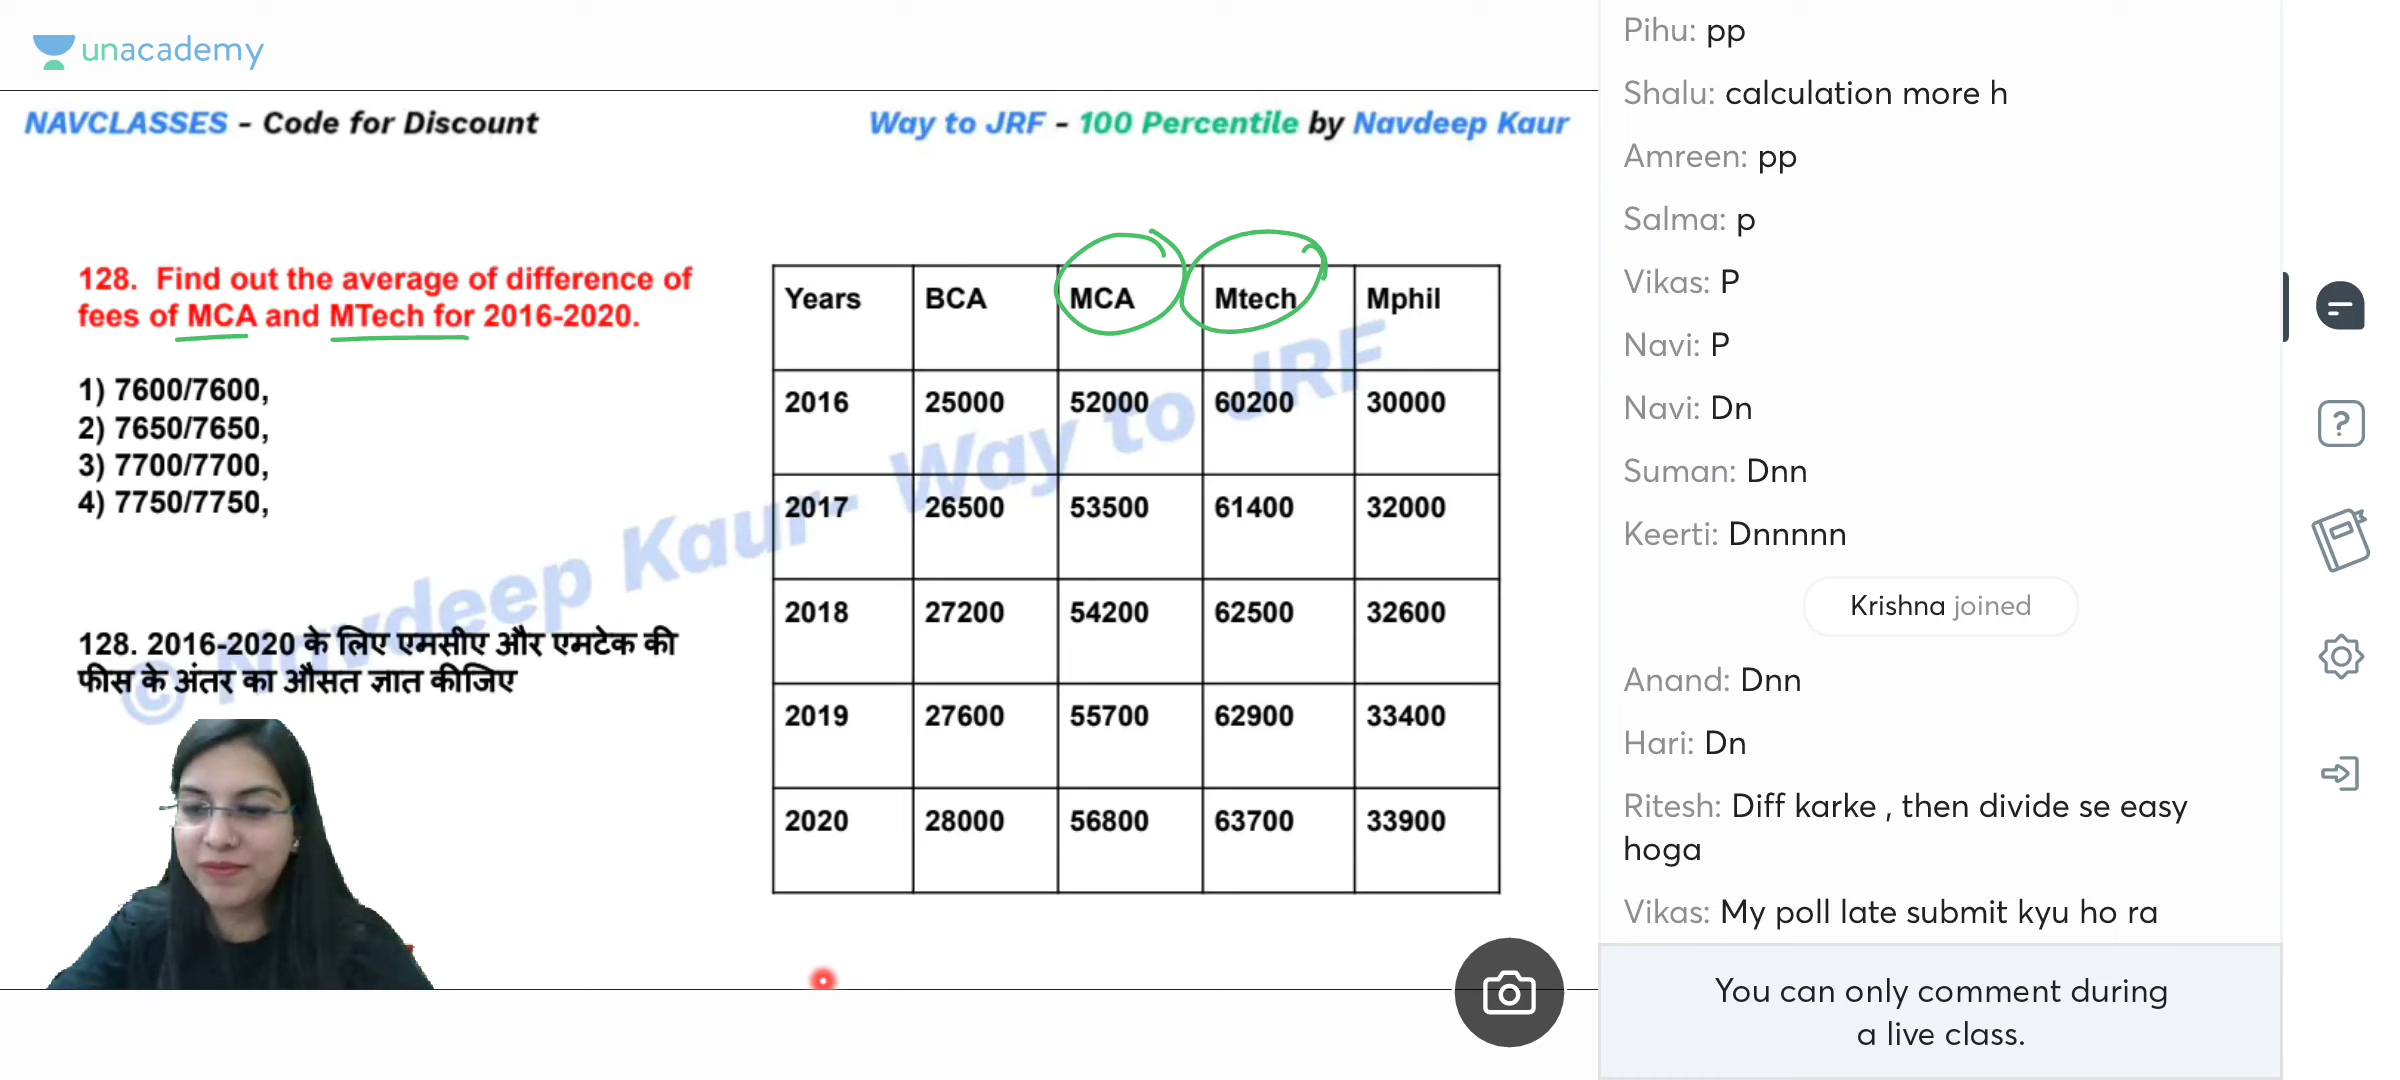 unacademy
NAVCLASSES - Code for Discount
Way to JRF - 100 Percentile by Navdeep Kaur
128. Find out the average of difference of
fees of MCA and MTech for 2016-2020.
1) 7600/7600,
2) 7650/7650,
3) 7700/7700,
4) 7750/7750,
128. 2016-2020 के लिए एमसीए और एमटेक की
फीस के अंतर का औसत ज्ञात कीजिए
Years BCA MCA Mtech Mphil
2016 25000 52000 60200 30000
2017 26500 53500 61400 32000
2018 27200 54200 62500 32600
2019 27600 55700 62900 33400
2020 28000 56800 63700 33900
© Navdeep Kaur- Way to JRF
Pihu: pp
Shalu: calculation more h
Amreen: pp
Salma: p
Vikas: P
Navi: P
Navi: Dn
Suman: Dnn
Keerti: Dnnnnn
Krishna joined
Anand: Dnn
Hari: Dn
Ritesh: Diff karke , then divide se easy
hoga
Vikas: My poll late submit kyu ho ra
You can only comment during
a live class.
?